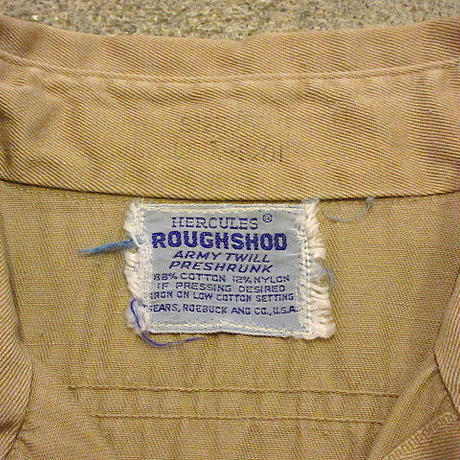 SIZE
HERCULES®
ROUGHSHOD
ARMY TWILL
PRESHRUNK
88% COTTON 12% NYLON
IF PRESSING DESIRED
IRON ON LOW COTTON SETTING
SEARS, ROEBUCK AND CO., U.S.A.